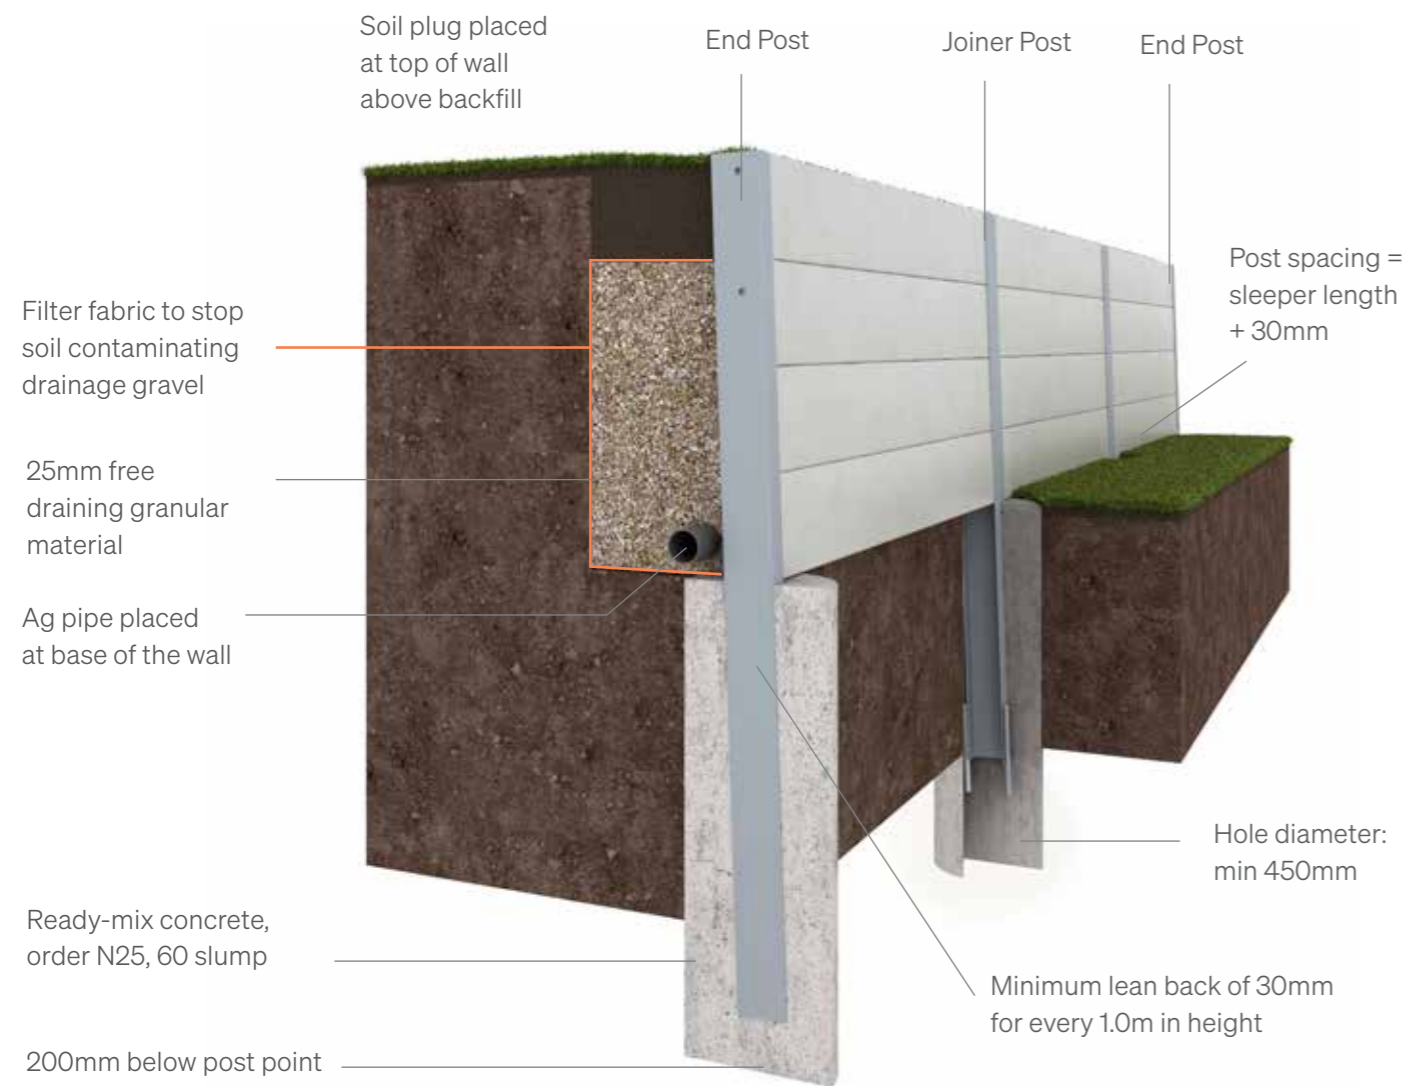 Soil plug placed
at top of wall
above backfill
End Post
Joiner Post
End Post
Post spacing =
sleeper length
+ 30mm
Filter fabric to stop
soil contaminating
drainage gravel
25mm free
draining granular
material
Ag pipe placed
at base of the wall
Hole diameter:
min 450mm
Ready-mix concrete,
order N25, 60 slump
Minimum lean back of 30mm
for every 1.0m in height
200mm below post point